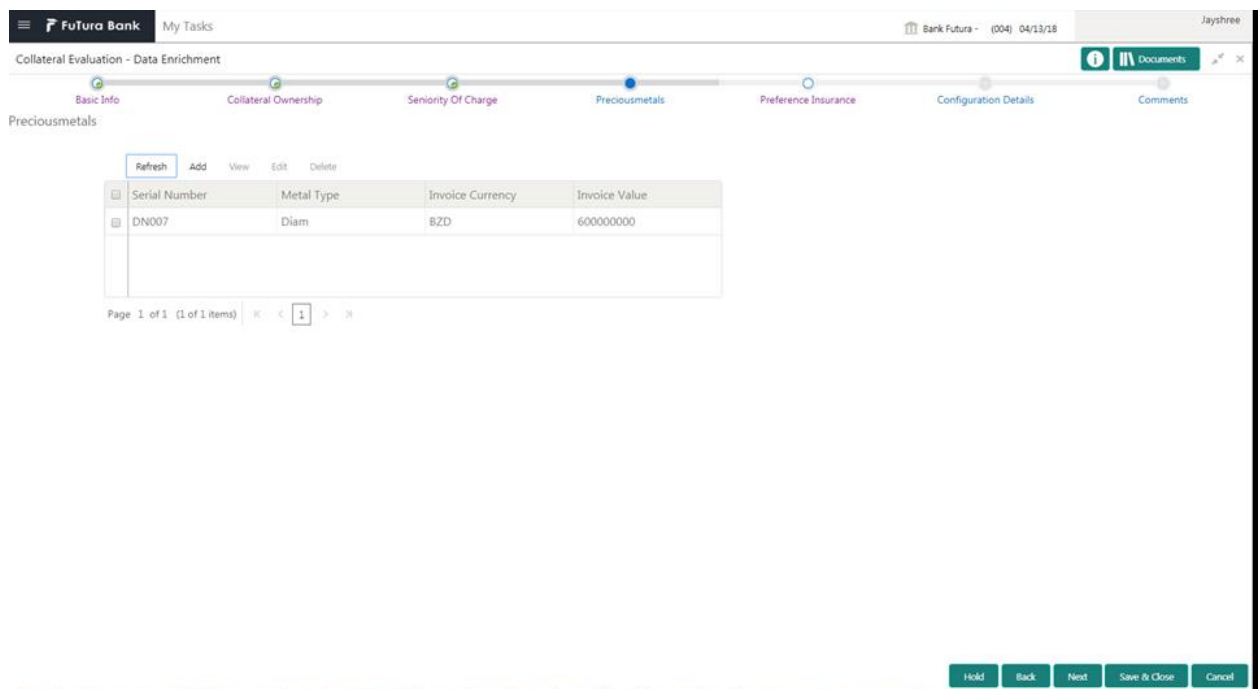 FuTura Bank My Tasks Bank Futura - (004) 04/13/18 Jayshree
Collateral Evaluation - Data Enrichment Documents
Basic Info Collateral Ownership Seniority Of Charge Preciousmetals Preference Insurance Configuration Details Comments
Preciousmetals
Refresh Add View Edit Delete
Serial Number Metal Type Invoice Currency Invoice Value
DN007 Diam BZD 600000000
Page 1 of 1 (1 of 1 items) 1
Hold Back Next Save & Close Cancel